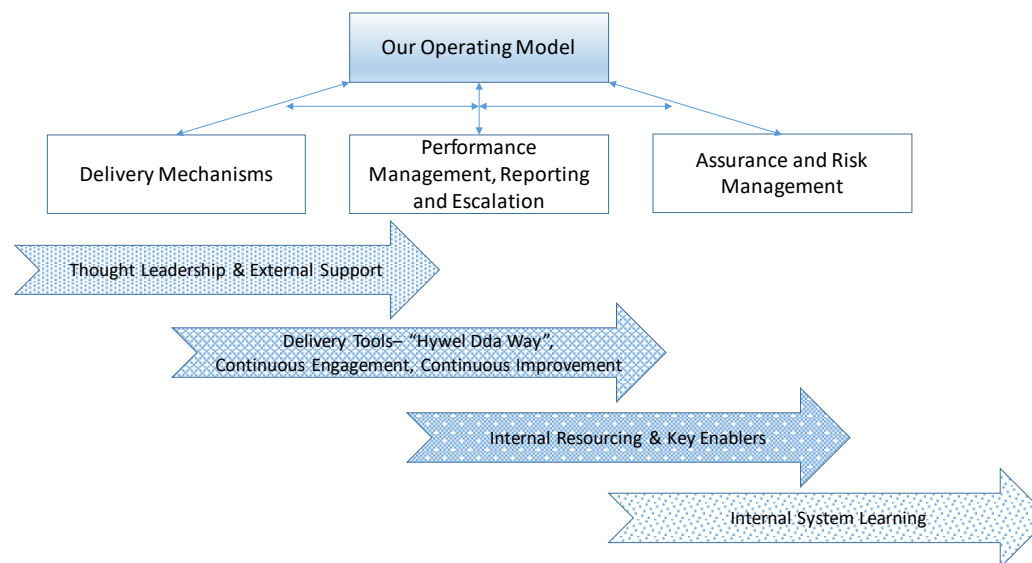 Our Operating Model
Delivery Mechanisms
Performance
Management, Reporting
and Escalation
Assurance and Risk
Management
Thought Leadership & External Support
Delivery Tools– “Hywel Dda Way”,
Continuous Engagement, Continuous Improvement
Internal Resourcing & Key Enablers
Internal System Learning